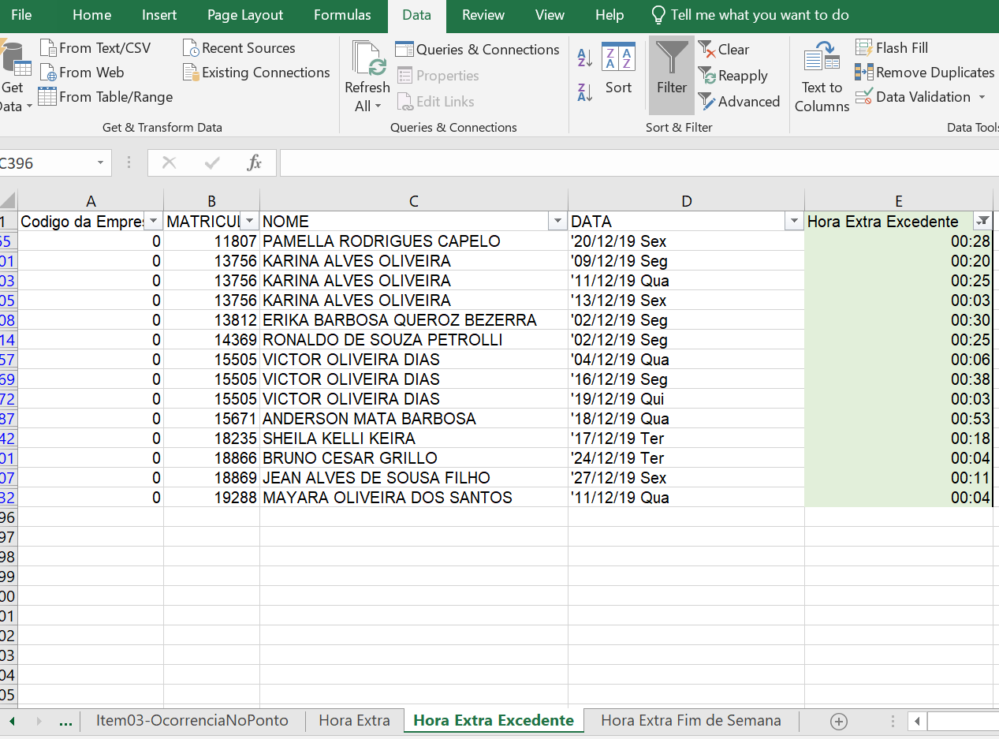 File Home Insert Page Layout Formulas Data Review View Help Tell me what you want to do
From Text/CSV Recent Sources Queries & Connections Clear Flash Fill
From Web Existing Connections Properties Reapply Remove Duplicates
Get Data From Table/Range Refresh All Edit Links Sort Filter Advanced Text to Columns Data Validation
Get & Transform Data Queries & Connections Sort & Filter Data Tools
C396 fx
A B C D E
1 Codigo da Empres MATRICUL NOME DATA Hora Extra Excedente
65 0 11807 PAMELLA RODRIGUES CAPELO '20/12/19 Sex 00:28
01 0 13756 KARINA ALVES OLIVEIRA '09/12/19 Seg 00:20
03 0 13756 KARINA ALVES OLIVEIRA '11/12/19 Qua 00:25
05 0 13756 KARINA ALVES OLIVEIRA '13/12/19 Sex 00:03
08 0 13812 ERIKA BARBOSA QUEROZ BEZERRA '02/12/19 Seg 00:30
14 0 14369 RONALDO DE SOUZA PETROLLI '02/12/19 Seg 00:25
57 0 15505 VICTOR OLIVEIRA DIAS '04/12/19 Qua 00:06
69 0 15505 VICTOR OLIVEIRA DIAS '16/12/19 Seg 00:38
72 0 15505 VICTOR OLIVEIRA DIAS '19/12/19 Qui 00:03
87 0 15671 ANDERSON MATA BARBOSA '18/12/19 Qua 00:53
42 0 18235 SHEILA KELLI KEIRA '17/12/19 Ter 00:18
01 0 18866 BRUNO CESAR GRILLO '24/12/19 Ter 00:04
07 0 18869 JEAN ALVES DE SOUSA FILHO '27/12/19 Sex 00:11
32 0 19288 MAYARA OLIVEIRA DOS SANTOS '11/12/19 Qua 00:04
96
97
98
99
00
01
02
03
04
05
... Item03-OcorrenciaNoPonto Hora Extra Hora Extra Excedente Hora Extra Fim de Semana